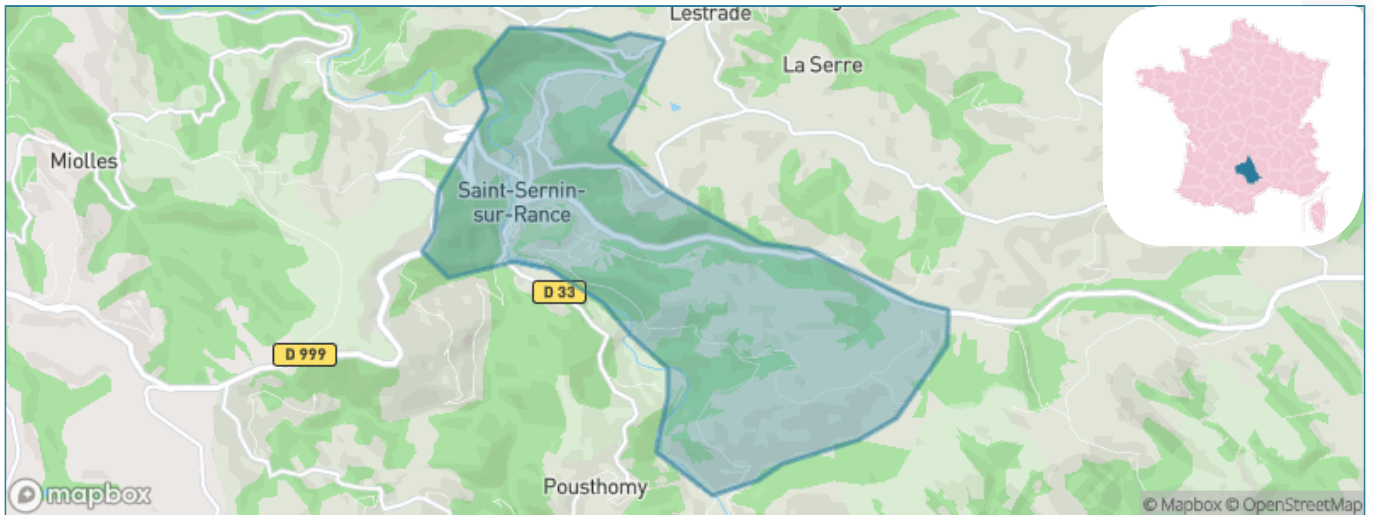 Lestrade
La Serre
Miolles
Saint-Sernin-
sur-Rance
D 33
D 999
Pousthomy
mapbox
© Mapbox © OpenStreetMap